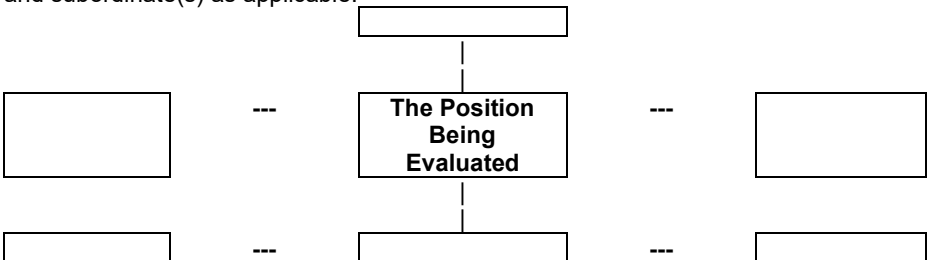 and subordinate(s) as applicable.
|
|
--- The Position ---
Being
Evaluated
|
|
--- ---